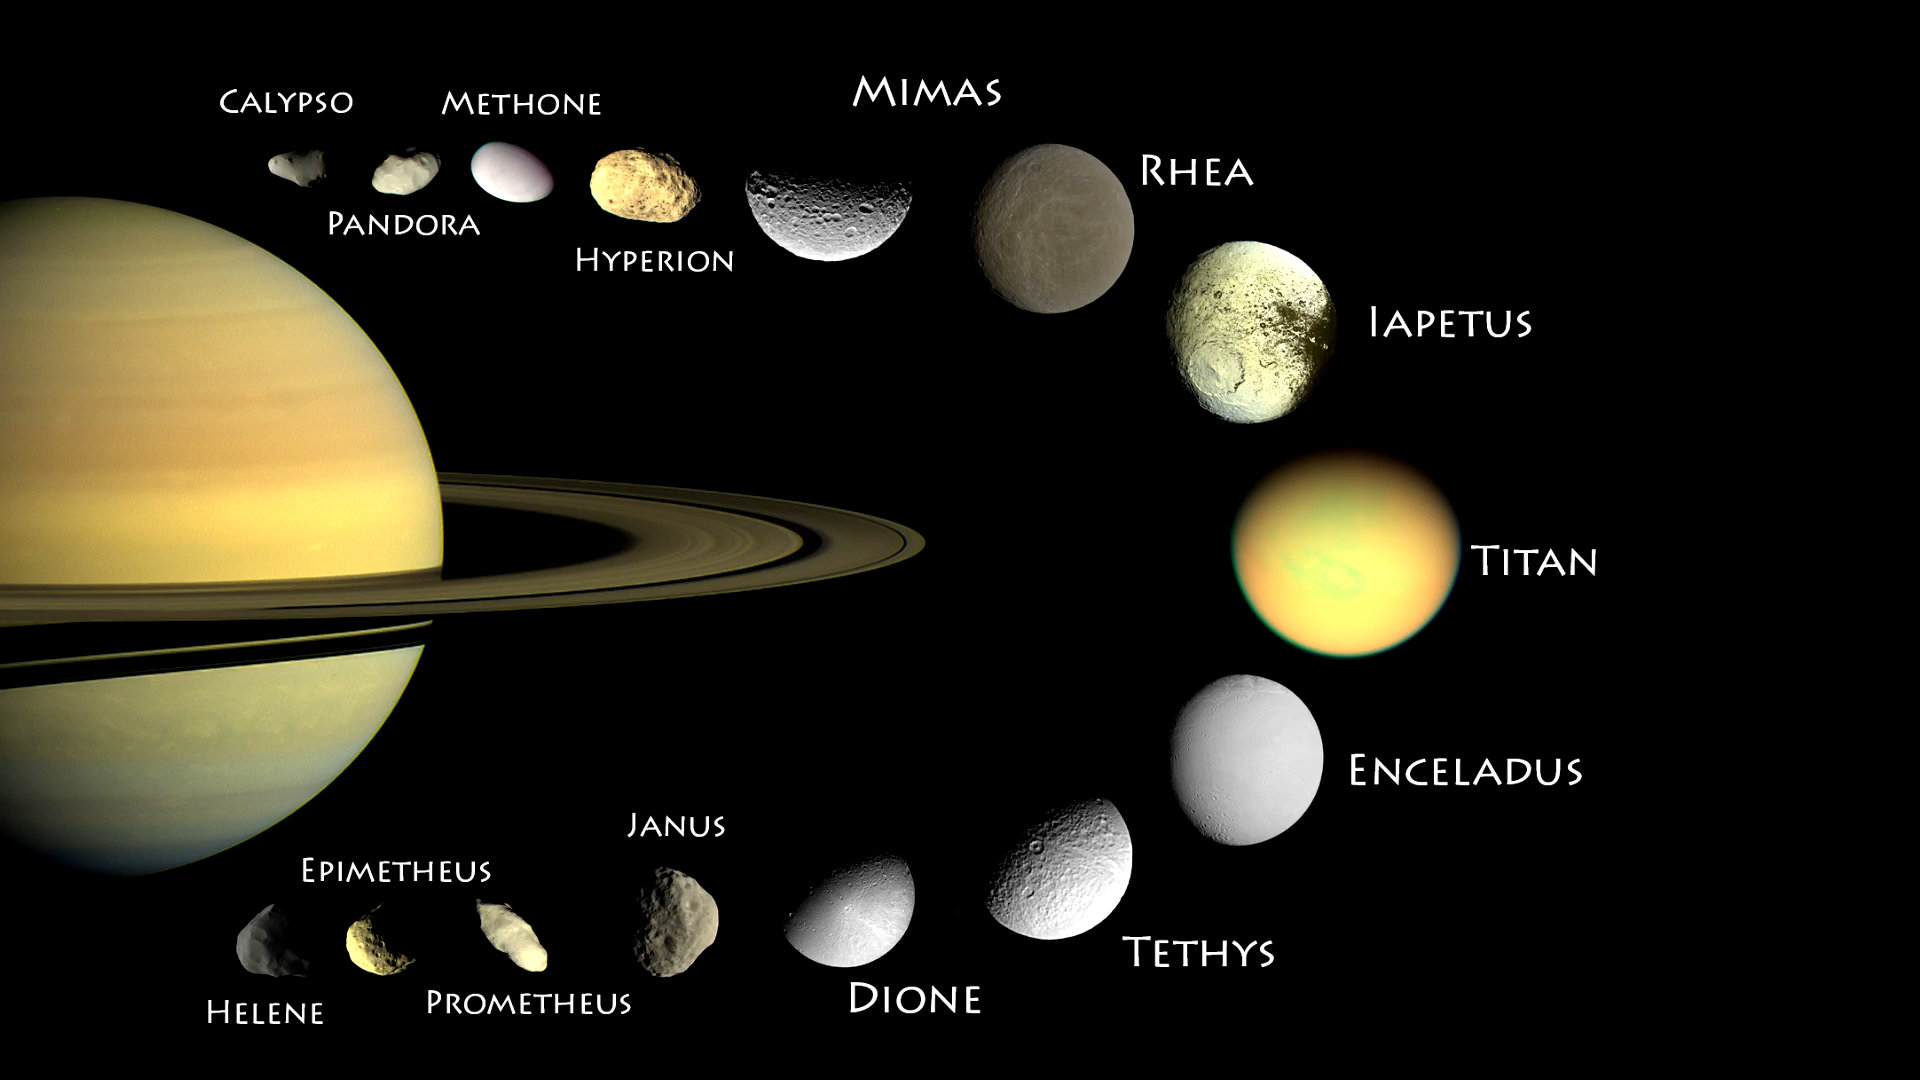 Calypso
Methone
Mimas
Pandora
Rhea
Hyperion
Iapetus
Titan
Enceladus
Janus
Epimetheus
Tethys
Dione
Prometheus
Helene